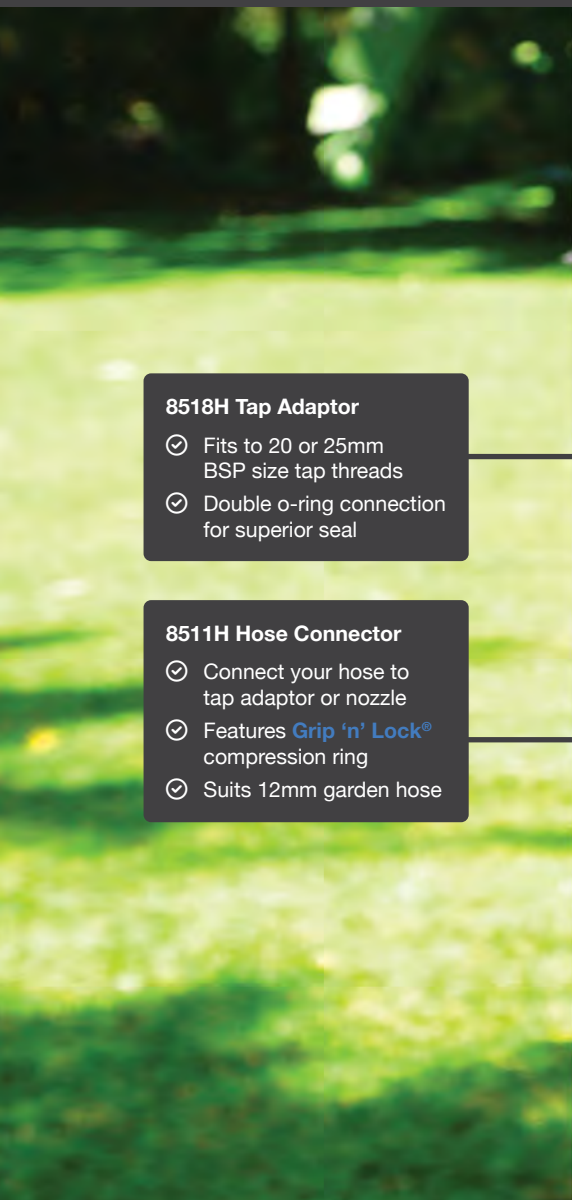 8518H Tap Adaptor
Fits to 20 or 25mm
BSP size tap threads
Double o-ring connection
for superior seal
8511H Hose Connector
Connect your hose to
tap adaptor or nozzle
Features Grip ‘n’ Lock®
compression ring
Suits 12mm garden hose